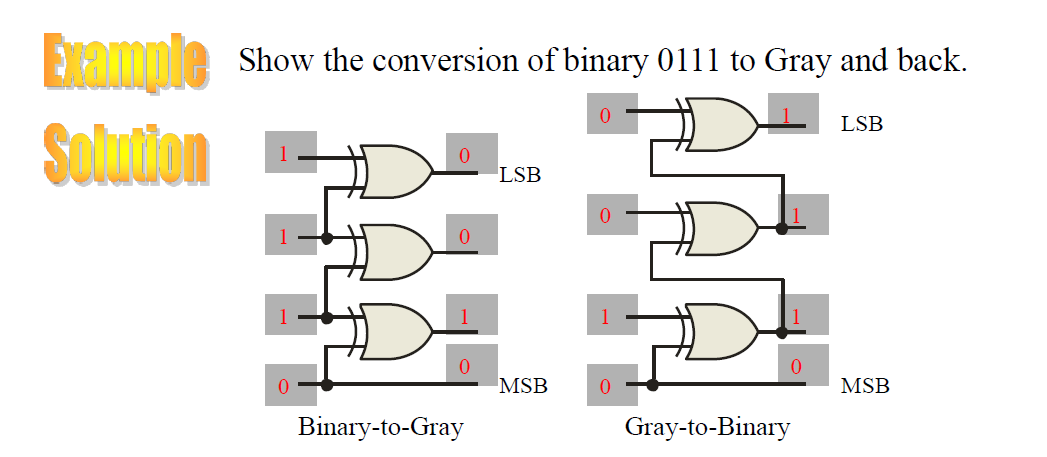 Example
Show the conversion of binary 0111 to Gray and back.
Solution
1
0
LSB
1
0
1
1
0
0
MSB
Binary-to-Gray
0
1
LSB
0
1
1
1
0
0
MSB
Gray-to-Binary